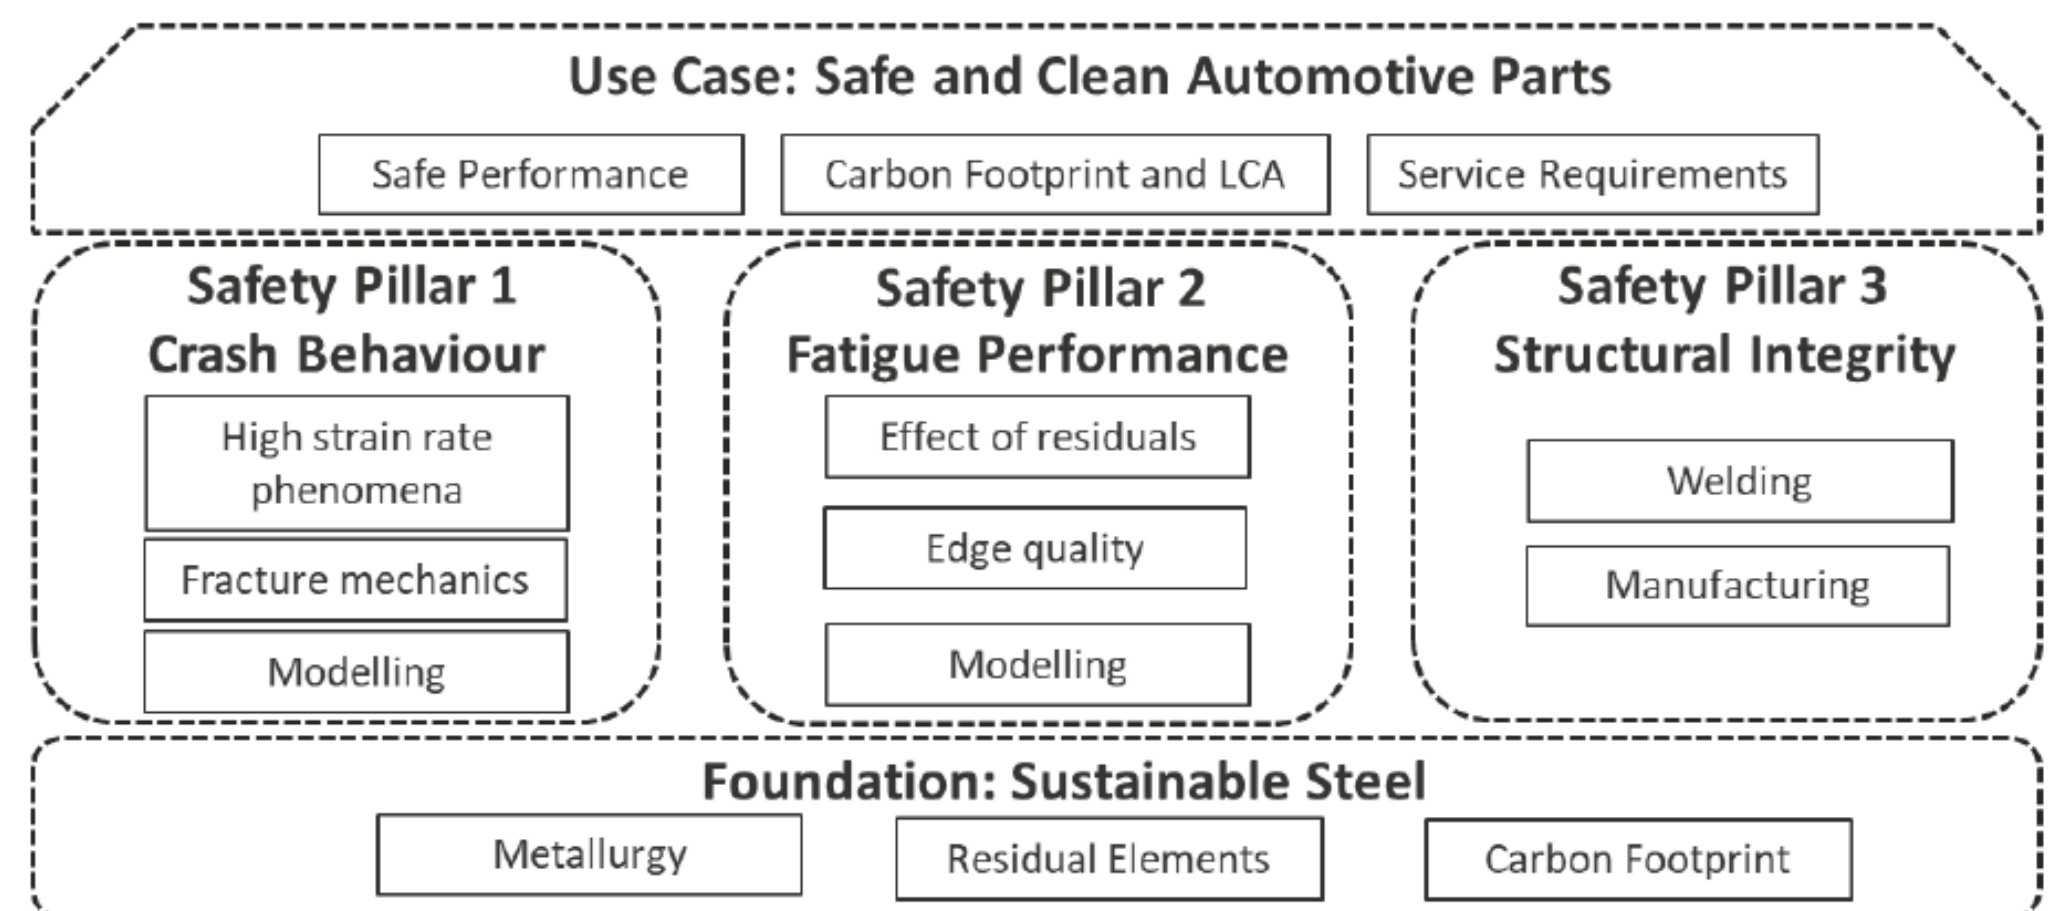 Use Case: Safe and Clean Automotive Parts
Safe Performance
Carbon Footprint and LCA
Service Requirements
Safety Pillar 1
Crash Behaviour
High strain rate
phenomena
Fracture mechanics
Modelling
Safety Pillar 2
Fatigue Performance
Effect of residuals
Edge quality
Modelling
Safety Pillar 3
Structural Integrity
Welding
Manufacturing
Foundation: Sustainable Steel
Metallurgy
Residual Elements
Carbon Footprint